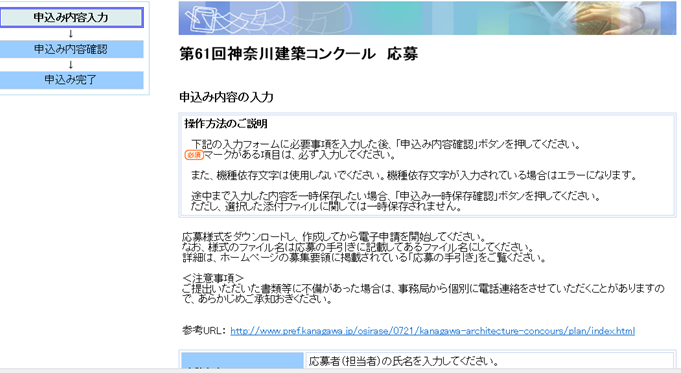 申込み内容入力
↓
申込み内容確認
↓
申込み完了
第61回神奈川建築コンクール 応募
申込み内容の入力
操作方法のご説明
下記の入力フォームに必要事項を入力した後、「申込み内容確認」ボタンを押してください。
必須マークがある項目は、必ず入力してください。
また、機種依存文字は使用しないでください。機種依存文字が入力されている場合はエラーになります。
途中まで入力した内容を一時保存したい場合、「申込み一時保存確認」ボタンを押してください。
ただし、選択した添付ファイルに関しては一時保存されません。
応募様式をダウンロードし、作成してから電子申請を開始してください。
なお、様式のファイル名は応募の手引きに記載してあるファイル名にしてください。
詳細は、ホームページの募集要領に掲載されている「応募の手引き」をご覧ください。
＜注意事項＞
ご提出いただいた書類等に不備があった場合は、事務局から個別に電話連絡をさせていただくことがありますの
で、あらかじめご承知おきください。
参考URL: http://www.pref.kanagawa.jp/osirase/0721/kanagawa-architecture-concours/plan/index.html
応募者(担当者)の氏名を入力してください。